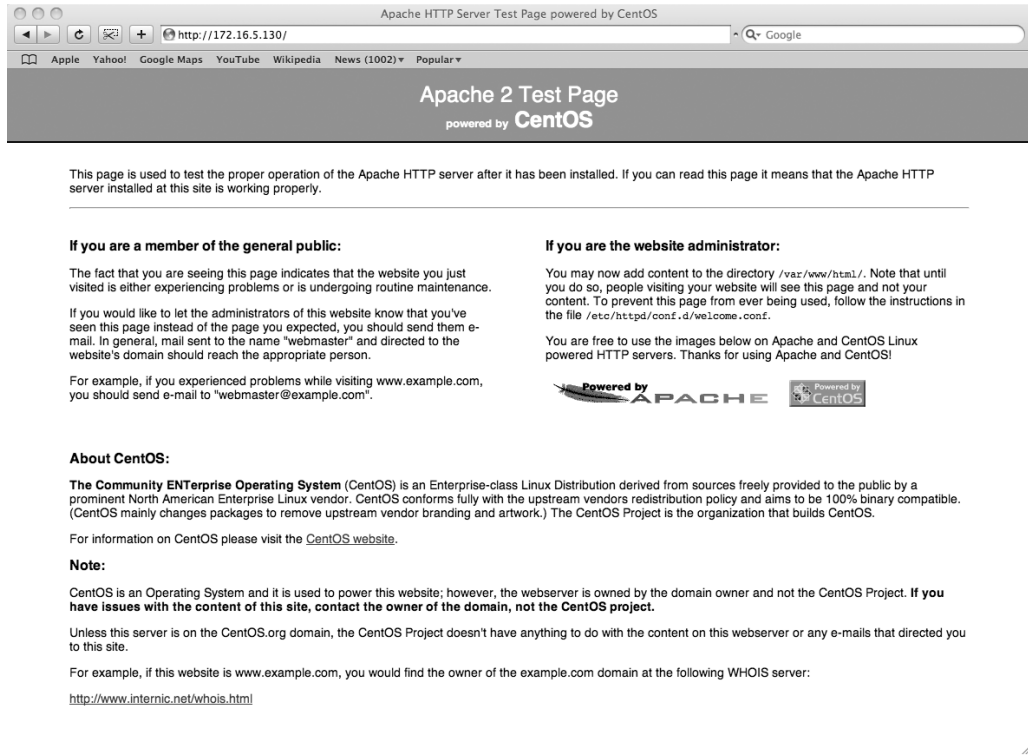 Apache HTTP Server Test Page powered by CentOS
http://172.16.5.130/
Google
Apple Yahoo! Google Maps YouTube Wikipedia News (1002) Popular
Apache 2 Test Page
powered by CentOS
This page is used to test the proper operation of the Apache HTTP server after it has been installed. If you can read this page it means that the Apache HTTP
server installed at this site is working properly.
If you are a member of the general public:
The fact that you are seeing this page indicates that the website you just
visited is either experiencing problems or is undergoing routine maintenance.
If you would like to let the administrators of this website know that you've
seen this page instead of the page you expected, you should send them e-
mail. In general, mail sent to the name "webmaster" and directed to the
website's domain should reach the appropriate person.
For example, if you experienced problems while visiting www.example.com,
you should send e-mail to "webmaster@example.com".
If you are the website administrator:
You may now add content to the directory /var/www/html/. Note that until
you do so, people visiting your website will see this page and not your
content. To prevent this page from ever being used, follow the instructions in
the file /etc/httpd/conf.d/welcome.conf.
You are free to use the images below on Apache and CentOS Linux
powered HTTP servers. Thanks for using Apache and CentOS!
Powered by
APACHE
Powered by
CentOS
About CentOS:
The Community ENTerprise Operating System (CentOS) is an Enterprise-class Linux Distribution derived from sources freely provided to the public by a
prominent North American Enterprise Linux vendor. CentOS conforms fully with the upstream vendors redistribution policy and aims to be 100% binary compatible.
(CentOS mainly changes packages to remove upstream vendor branding and artwork.) The CentOS Project is the organization that builds CentOS.
For information on CentOS please visit the CentOS website.
Note:
CentOS is an Operating System and it is used to power this website; however, the webserver is owned by the domain owner and not the CentOS Project. If you
have issues with the content of this site, contact the owner of the domain, not the CentOS project.
Unless this server is on the CentOS.org domain, the CentOS Project doesn't have anything to do with the content on this webserver or any e-mails that directed you
to this site.
For example, if this website is www.example.com, you would find the owner of the example.com domain at the following WHOIS server:
http://www.internic.net/whois.html